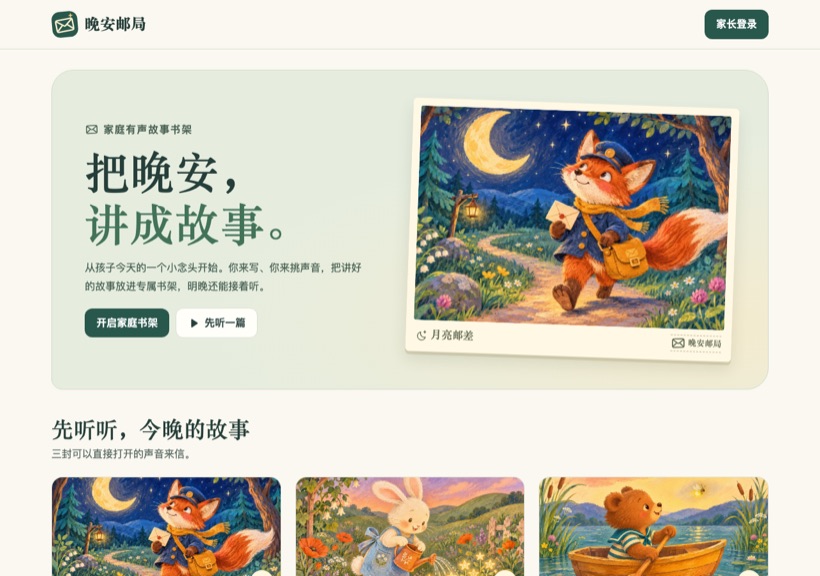 晚安邮局
家长登录
家庭有声故事书架
把晚安，
讲成故事。
从孩子今天的一个小念头开始。你来写、你来挑声音，把讲好
的故事放进专属书架，明晚还能接着听。
开启家庭书架
先听一篇
月亮邮差
晚安邮局
先听听，今晚的故事
三封可以直接打开的声音来信。